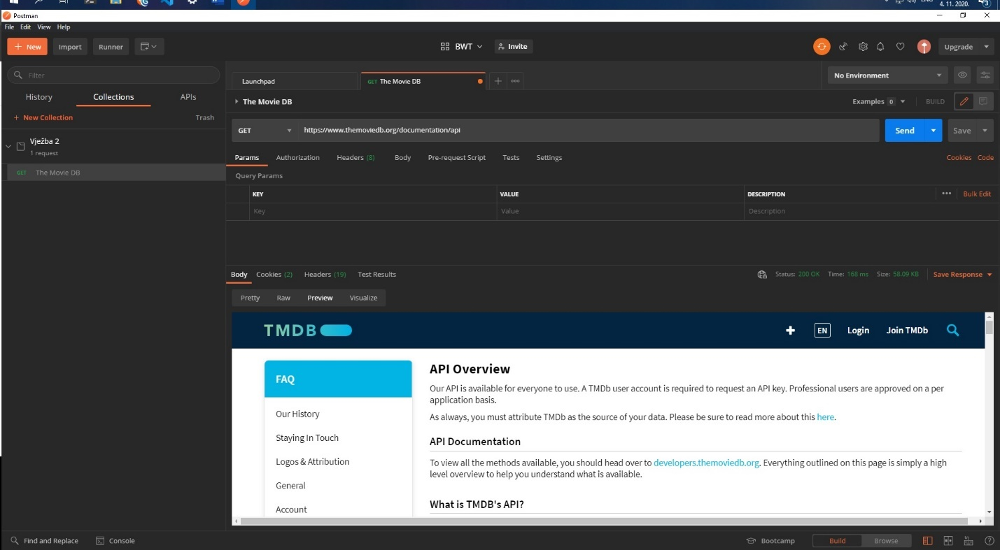 ENG
4. 11. 2020.
3
Postman
File Edit View Help
+ New Import Runner
BWT
Invite
Upgrade
Filter
History Collections APIs
+ New Collection Trash
Vježba 2
1 request
GET The Movie DB
Launchpad
GET The Movie DB
No Environment
The Movie DB
Examples 0
BUILD
GET
https://www.themoviedb.org/documentation/api
Send
Save
Params Authorization Headers (8) Body Pre-request Script Tests Settings
Cookies Code
Query Params
KEY VALUE DESCRIPTION
Bulk Edit
Key Value Description
Body Cookies (2) Headers (19) Test Results
Status: 200 OK Time: 168 ms Size: 58.09 KB
Save Response
Pretty Raw Preview Visualize
TMDB
EN Login Join TMDb
FAQ
Our History
Staying In Touch
Logos & Attribution
General
Account
API Overview
Our API is available for everyone to use. A TMDb user account is required to request an API key. Professional users are approved on a per
application basis.
As always, you must attribute TMDb as the source of your data. Please be sure to read more about this here.
API Documentation
To view all the methods available, you should head over to developers.themoviedb.org. Everything outlined on this page is simply a high
level overview to help you understand what is available.
What is TMDB's API?
Find and Replace Console
Bootcamp
Build Browse